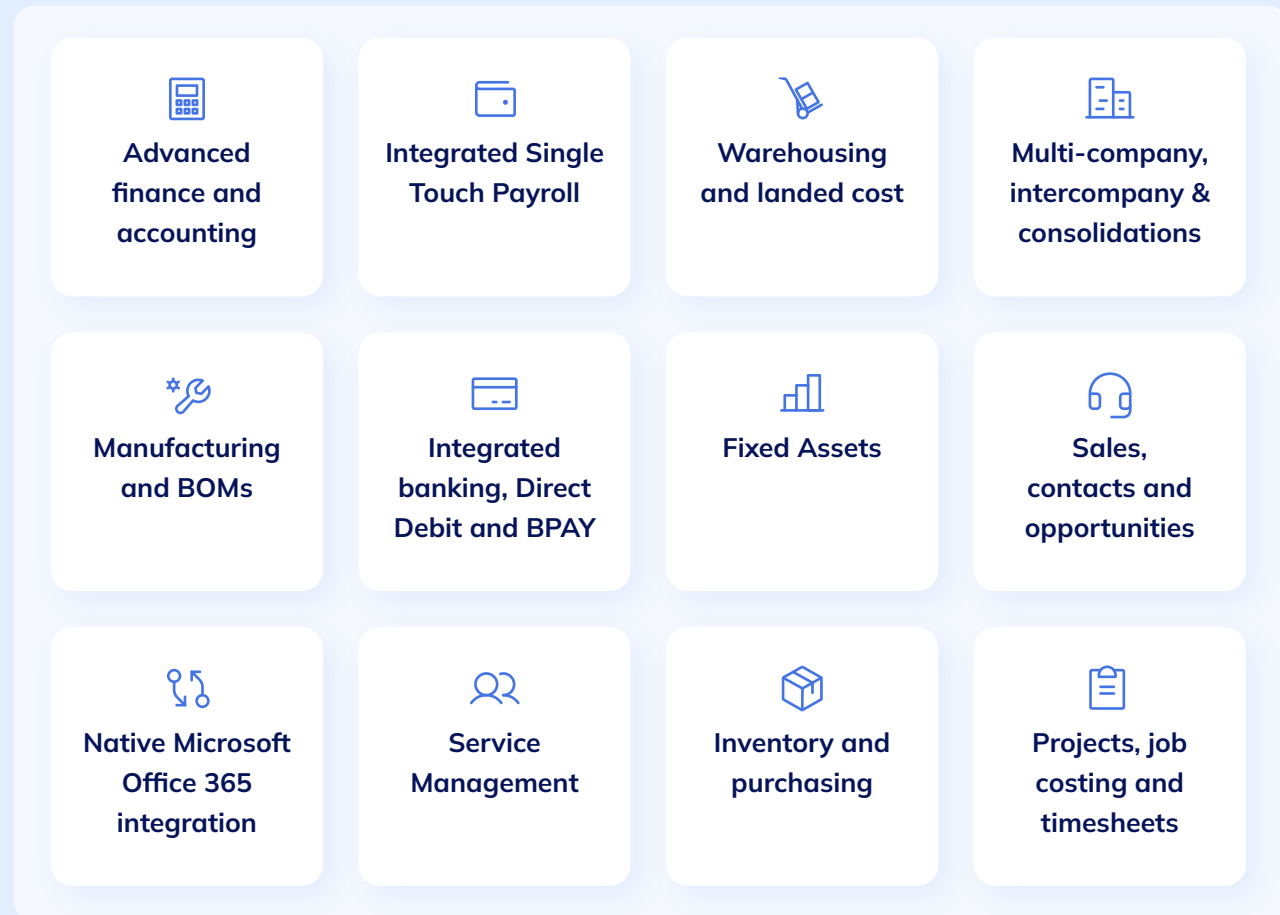 Advanced
finance and
accounting
Integrated Single
Touch Payroll
Warehousing
and landed cost
Multi-company,
intercompany &
consolidations
Manufacturing
and BOMs
Integrated
banking, Direct
Debit and BPAY
Fixed Assets
Sales,
contacts and
opportunities
Native Microsoft
Office 365
integration
Service
Management
Inventory and
purchasing
Projects, job
costing and
timesheets